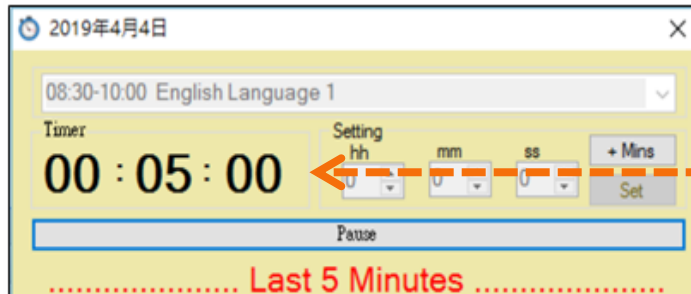 2019年4月4日
08:30-10:00 English Language 1
Timer
Setting
hh mm ss + Mins
00 : 05 : 00
0 0 0 Set
Pause
.................... Last 5 Minutes ....................